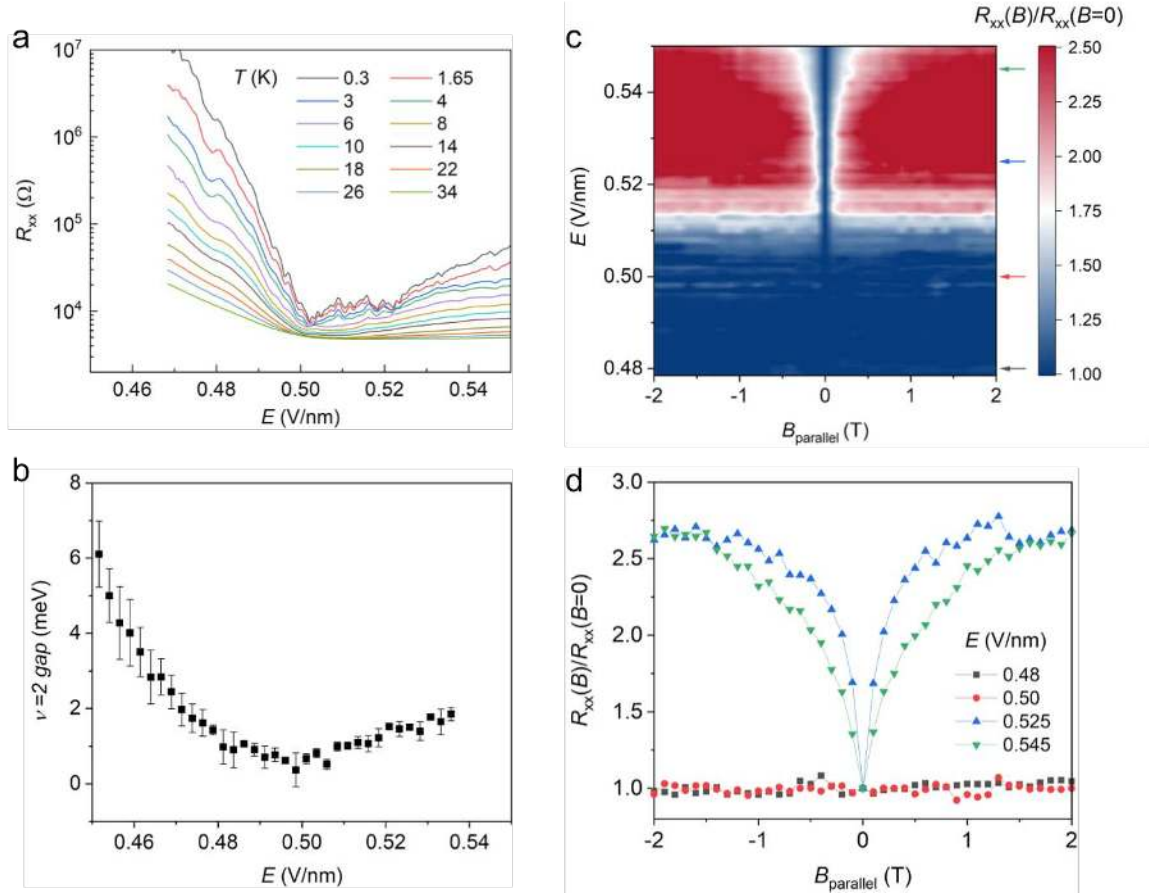 a
10^7
10^6
10^5
10^4
R_xx (Ω)
T (K)
0.3 1.65
3 4
6 8
10 14
18 22
26 34
0.46 0.48 0.50 0.52 0.54
E (V/nm)
b
8
6
4
2
0
ν=2 gap (meV)
0.46 0.48 0.50 0.52 0.54
E (V/nm)
c
R_xx(B)/R_xx(B=0)
0.54
0.52
0.50
0.48
E (V/nm)
-2 -1 0 1 2
B_parallel (T)
2.50
2.25
2.00
1.75
1.50
1.25
1.00
d
3.0
2.5
2.0
1.5
1.0
R_xx(B)/R_xx(B=0)
E (V/nm)
0.48
0.50
0.525
0.545
-2 -1 0 1 2
B_parallel (T)